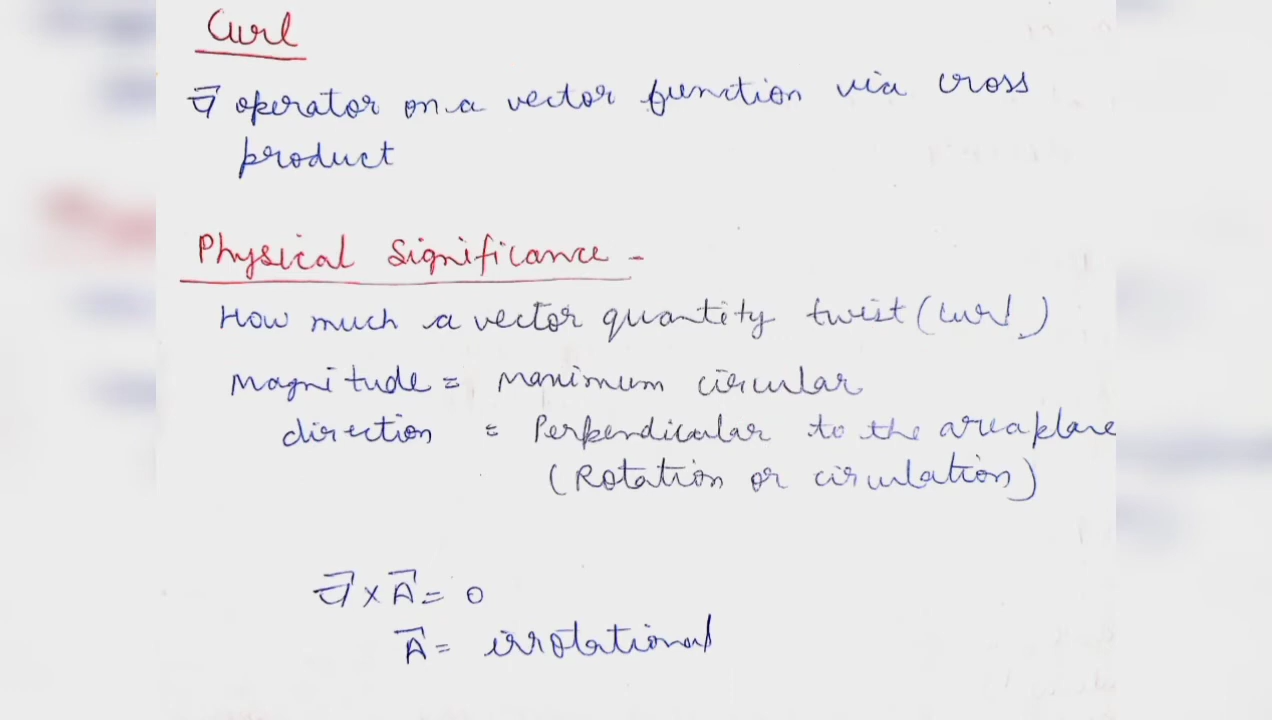 Curl
∇⃗ operator on a vector function via cross
product
Physical Significance -
How much a vector quantity twist (curl)
Magnitude = maximum circular
direction = Perpendicular to the area plane
(Rotation or circulation)
∇⃗ × A⃗ = 0
A⃗ = irrotational